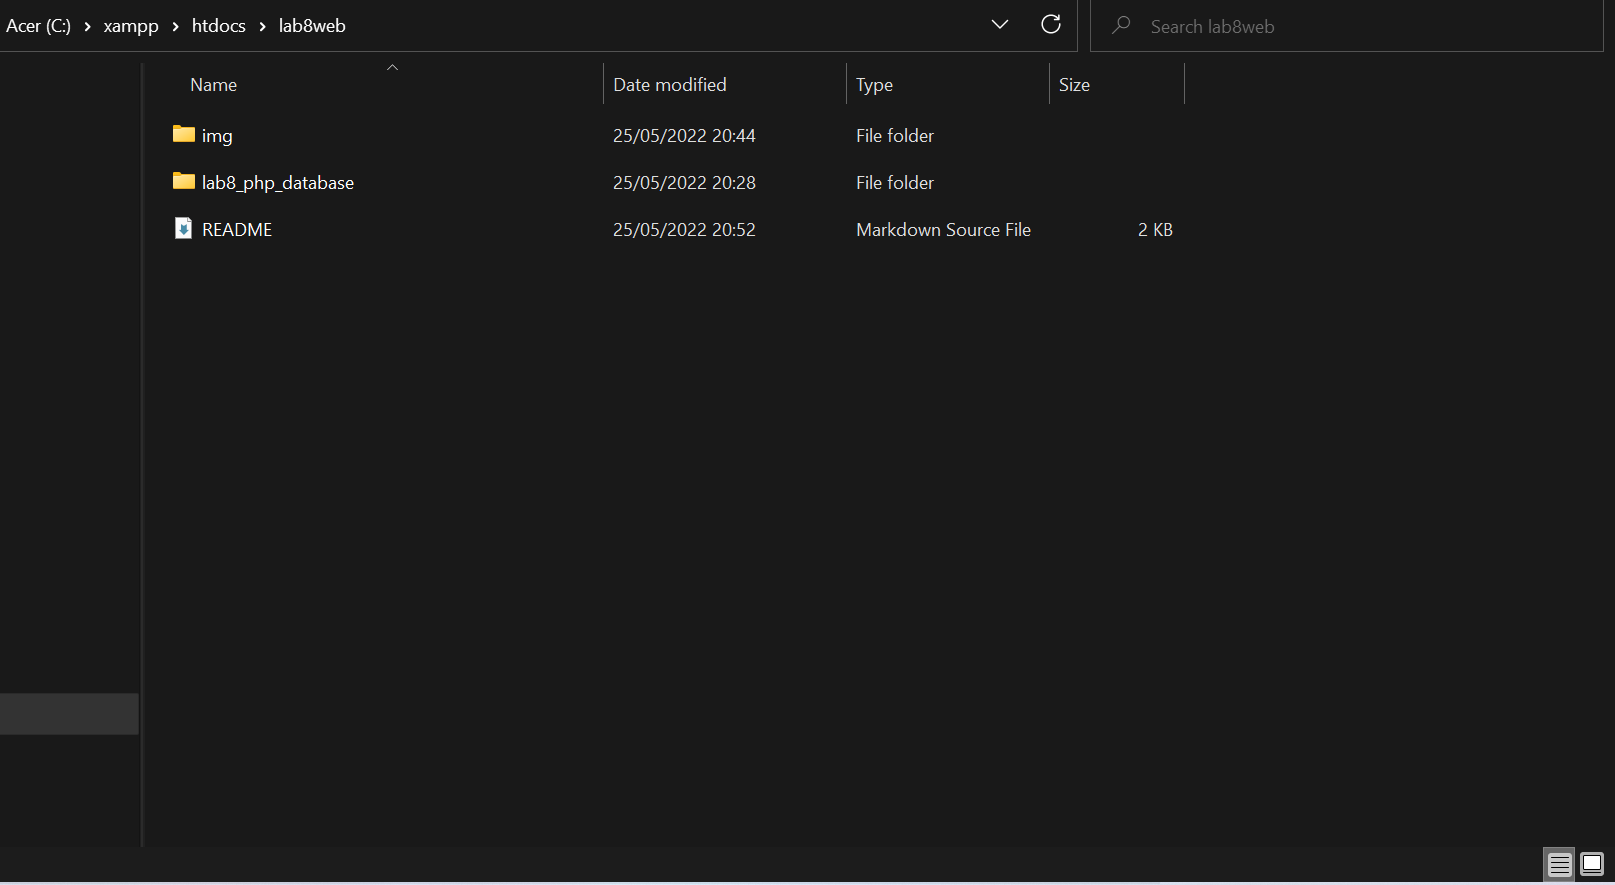 Acer (C:) > xampp > htdocs > lab8web
Search lab8web
Name Date modified Type Size
img 25/05/2022 20:44 File folder
lab8_php_database 25/05/2022 20:28 File folder
README 25/05/2022 20:52 Markdown Source File 2 KB